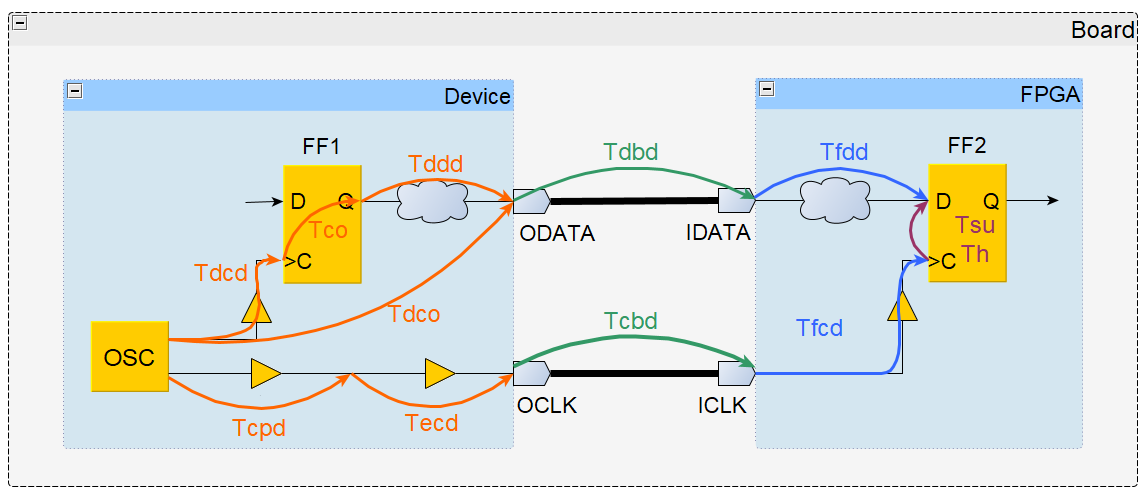 Board
Device
FPGA
FF1
FF2
Tddd
Tdbd
Tfdd
D
Q
D
Q
Tco
Tsu
ODATA
IDATA
>C
>C
Th
Tdcd
Tdco
Tcbd
Tfcd
OSC
OCLK
ICLK
Tcpd
Tecd